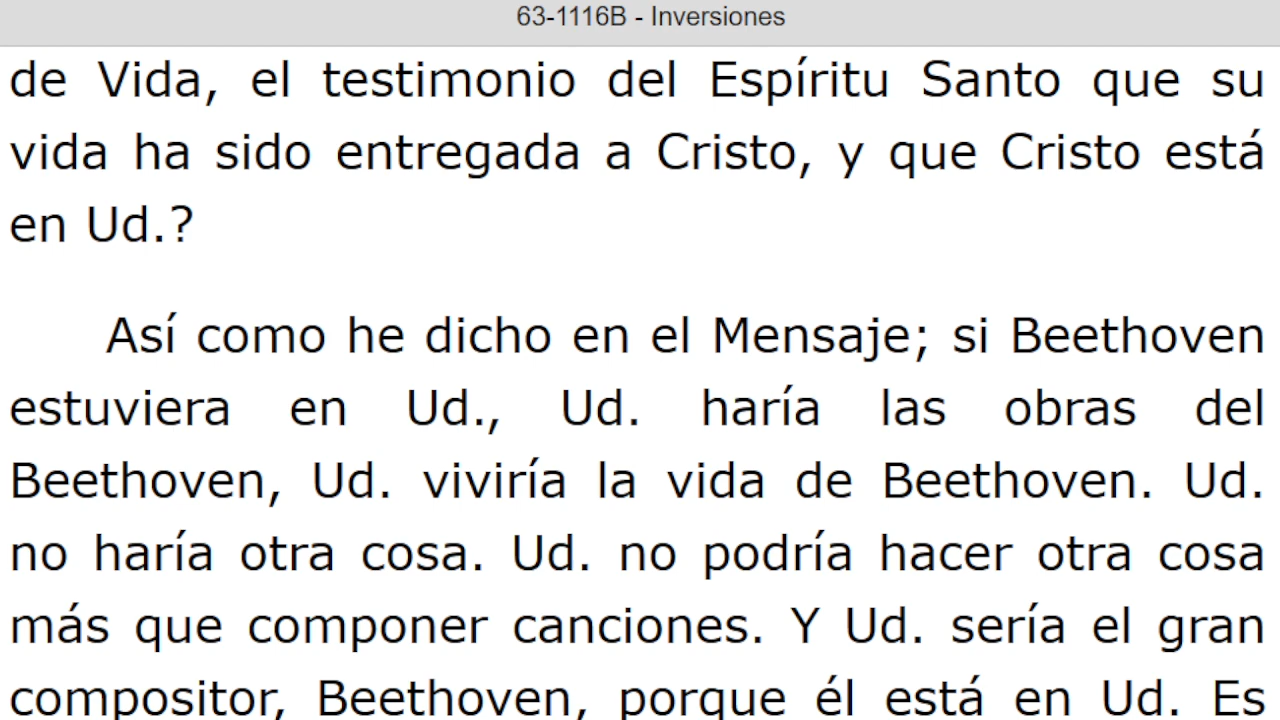 63-1116B - Inversiones
de Vida, el testimonio del Espíritu Santo que su
vida ha sido entregada a Cristo, y que Cristo está
en Ud.?
Así como he dicho en el Mensaje; si Beethoven
estuviera en Ud., Ud. haría las obras del
Beethoven, Ud. viviría la vida de Beethoven. Ud.
no haría otra cosa. Ud. no podría hacer otra cosa
más que componer canciones. Y Ud. sería el gran
compositor, Beethoven, porque él está en Ud. Es